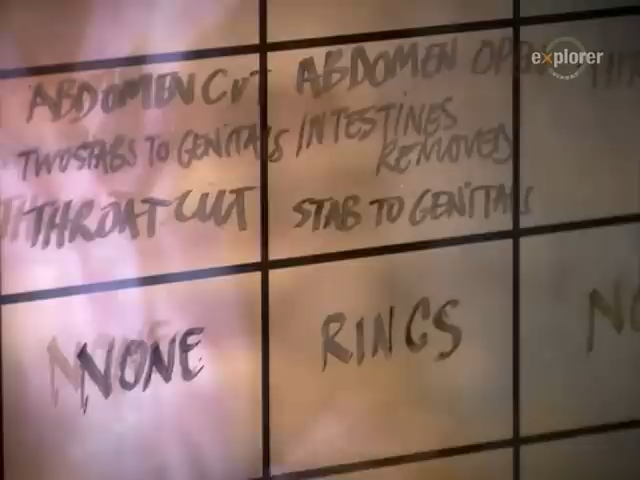 explorer
ABDOMEN CUT
TWO STABS TO GENITALS
THROAT CUT
ABDOMEN OPEN
INTESTINES
REMOVED
STAB TO GENITALS
NONE
RINGS